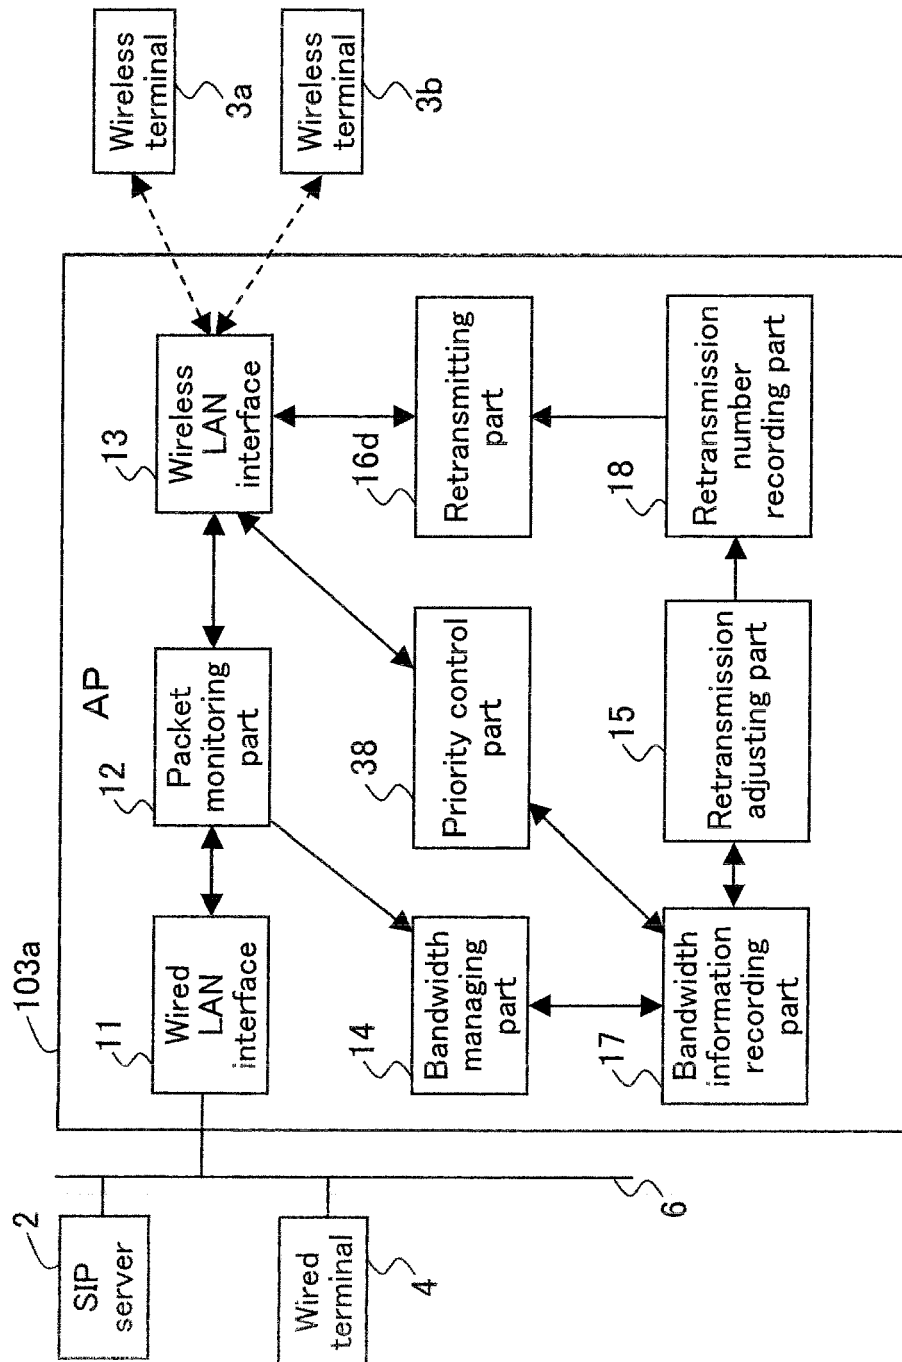 103a
AP
2
SIP
server
Wired
terminal
4
6
11
Wired
LAN
interface
12
Packet
monitoring
part
13
Wireless
LAN
interface
Wireless
terminal
3a
Wireless
terminal
3b
14
Bandwidth
managing
part
38
Priority control
part
16d
Retransmitting
part
17
Bandwidth
information
recording
part
15
Retransmission
adjusting part
18
Retransmission
number
recording part